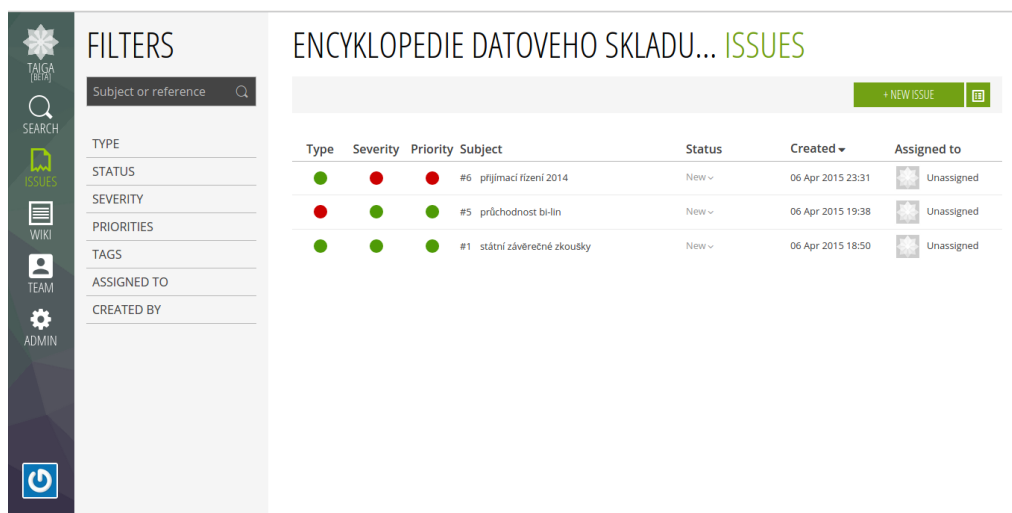 TAIGA
[BETA]
SEARCH
ISSUES
WIKI
TEAM
ADMIN
FILTERS
Subject or reference
TYPE
STATUS
SEVERITY
PRIORITIES
TAGS
ASSIGNED TO
CREATED BY
ENCYKLOPEDIE DATOVEHO SKLADU... ISSUES
+ NEW ISSUE
Type Severity Priority Subject Status Created Assigned to
#6 přijímací řízení 2014 New 06 Apr 2015 23:31 Unassigned
#5 průchodnost bi-lin New 06 Apr 2015 19:38 Unassigned
#1 státní závěrečné zkoušky New 06 Apr 2015 18:50 Unassigned